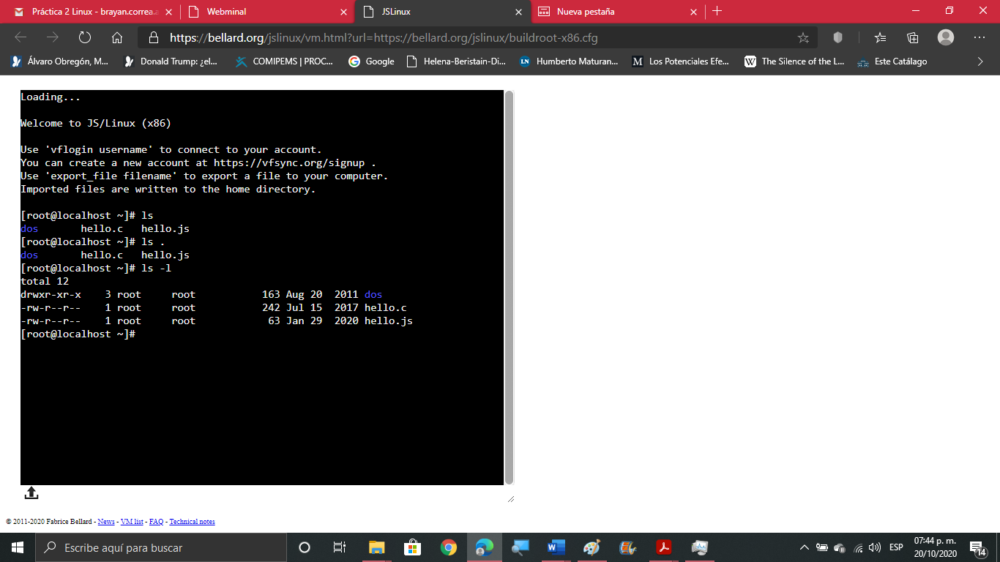 Práctica 2 Linux - brayan.correa.a
Webminal
JSLinux
Nueva pestaña
https://bellard.org/jslinux/vm.html?url=https://bellard.org/jslinux/buildroot-x86.cfg
Álvaro Obregón, M...
Donald Trump: ¿el...
COMIPEMS | PROC...
Google
Helena-Beristain-Di...
LN Humberto Maturan...
M Los Potenciales Efe...
W The Silence of the L...
Este Catálago
Loading...
Welcome to JS/Linux (x86)
Use 'vflogin username' to connect to your account.
You can create a new account at https://vfsync.org/signup .
Use 'export_file filename' to export a file to your computer.
Imported files are written to the home directory.
[root@localhost ~]# ls
dos       hello.c   hello.js
[root@localhost ~]# ls .
dos       hello.c   hello.js
[root@localhost ~]# ls -l
total 12
drwxr-xr-x    3 root     root           163 Aug 20  2011 dos
-rw-r--r--    1 root     root           242 Jul 15  2017 hello.c
-rw-r--r--    1 root     root            63 Jan 29  2020 hello.js
[root@localhost ~]#
© 2011-2020 Fabrice Bellard - News - VM list - FAQ - Technical notes
Escribe aquí para buscar
ESP
07:44 p. m.
20/10/2020
14